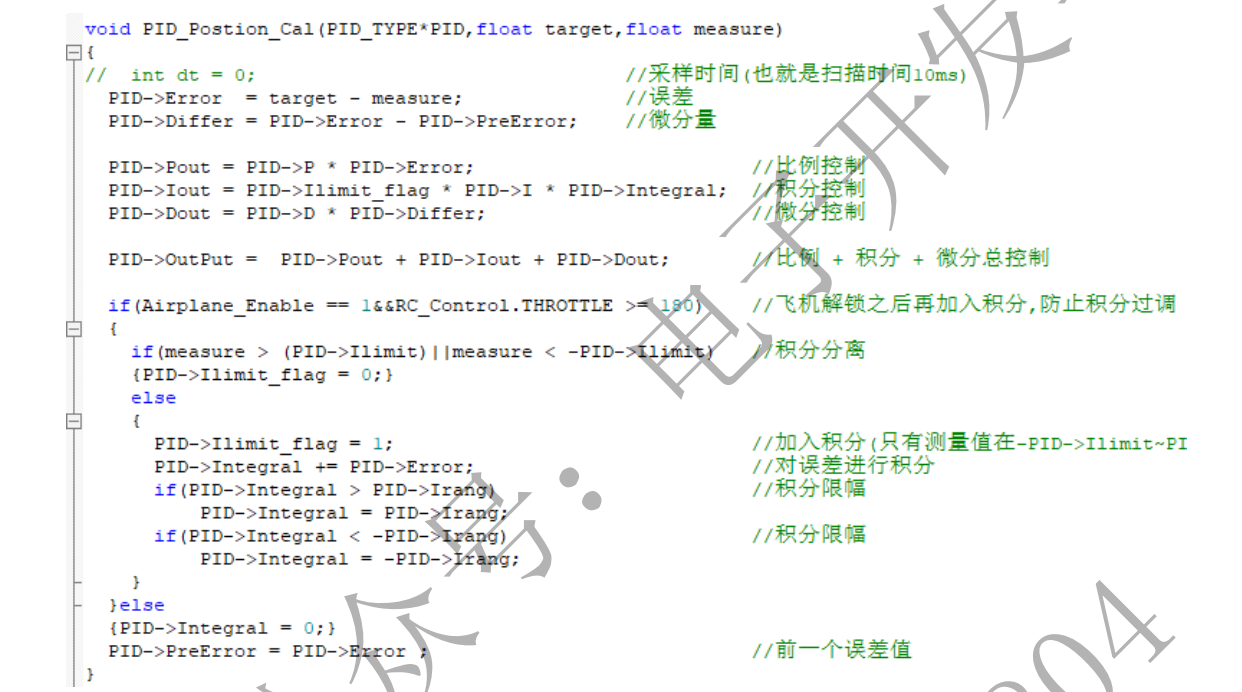 void PID_Postion_Cal(PID_TYPE*PID,float target,float measure)
{
//  int dt = 0; //采样时间(也就是扫描时间10ms)
PID->Error  = target - measure; //误差
PID->Differ = PID->Error - PID->PreError; //微分量
PID->Pout = PID->P * PID->Error; //比例控制
PID->Iout = PID->Ilimit_flag * PID->I * PID->Integral; //积分控制
PID->Dout = PID->D * PID->Differ; //微分控制
PID->OutPut =  PID->Pout + PID->Iout + PID->Dout; //比例 + 积分 + 微分总控制
if(Airplane_Enable == 1&&RC_Control.THROTTLE >= 180) //飞机解锁之后再加入积分,防止积分过调
{
if(measure > (PID->Ilimit)||measure < -PID->Ilimit) //积分分离
{PID->Ilimit_flag = 0;}
else
{
PID->Ilimit_flag = 1; //加入积分(只有测量值在-PID->Ilimit~PI
PID->Integral += PID->Error; //对误差进行积分
if(PID->Integral > PID->Irang) //积分限幅
PID->Integral = PID->Irang;
if(PID->Integral < -PID->Irang) //积分限幅
PID->Integral = -PID->Irang;
}
}else
{PID->Integral = 0;}
PID->PreError = PID->Error ; //前一个误差值
}
众号：电子开发
804